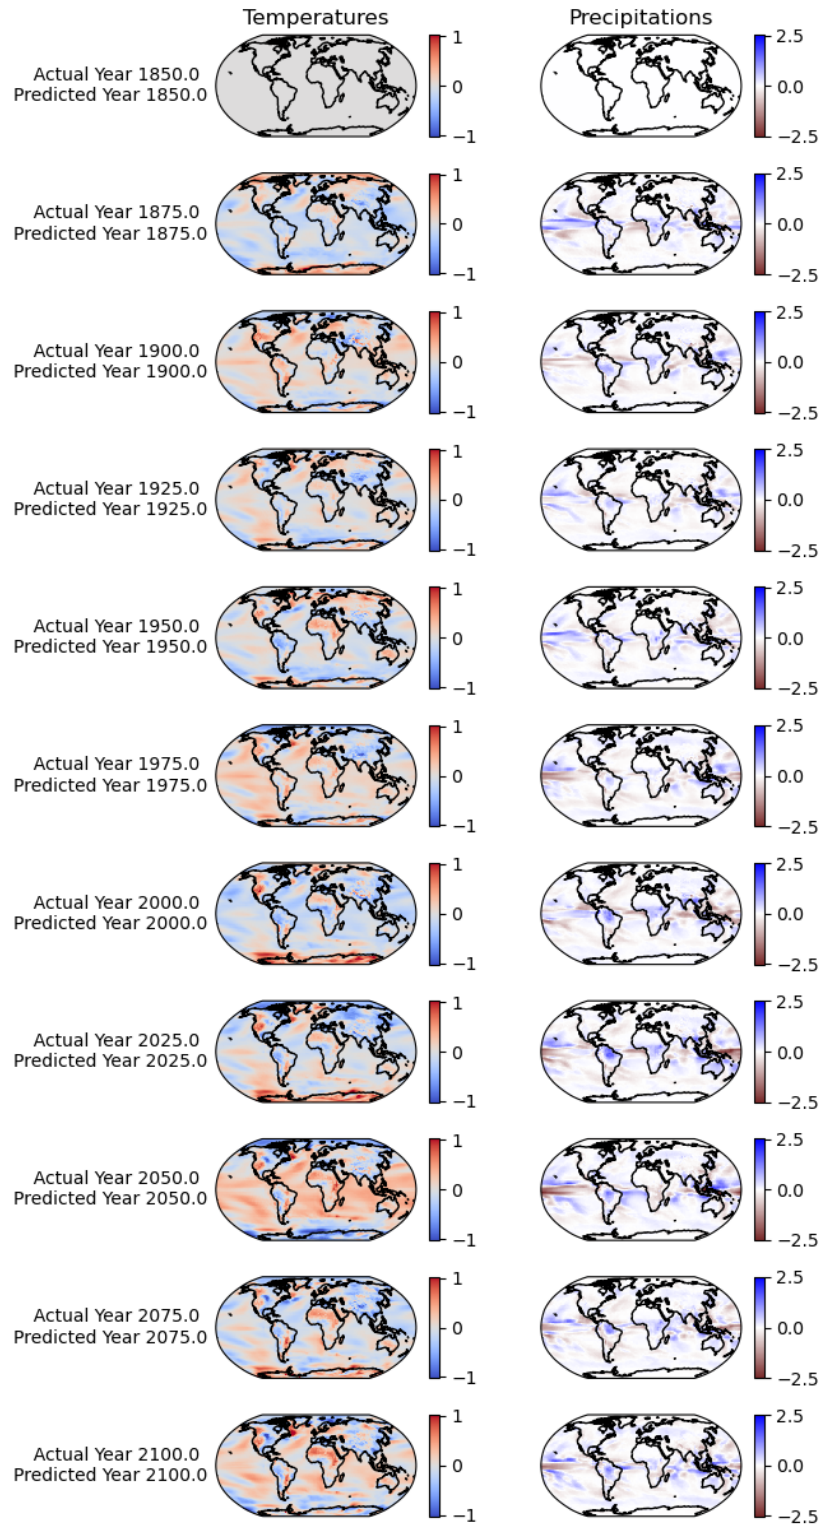 Temperatures
Precipitations
Actual Year 1850.0
Predicted Year 1850.0
1
0
−1
2.5
0.0
−2.5
Actual Year 1875.0
Predicted Year 1875.0
1
0
−1
2.5
0.0
−2.5
Actual Year 1900.0
Predicted Year 1900.0
1
0
−1
2.5
0.0
−2.5
Actual Year 1925.0
Predicted Year 1925.0
1
0
−1
2.5
0.0
−2.5
Actual Year 1950.0
Predicted Year 1950.0
1
0
−1
2.5
0.0
−2.5
Actual Year 1975.0
Predicted Year 1975.0
1
0
−1
2.5
0.0
−2.5
Actual Year 2000.0
Predicted Year 2000.0
1
0
−1
2.5
0.0
−2.5
Actual Year 2025.0
Predicted Year 2025.0
1
0
−1
2.5
0.0
−2.5
Actual Year 2050.0
Predicted Year 2050.0
1
0
−1
2.5
0.0
−2.5
Actual Year 2075.0
Predicted Year 2075.0
1
0
−1
2.5
0.0
−2.5
Actual Year 2100.0
Predicted Year 2100.0
1
0
−1
2.5
0.0
−2.5